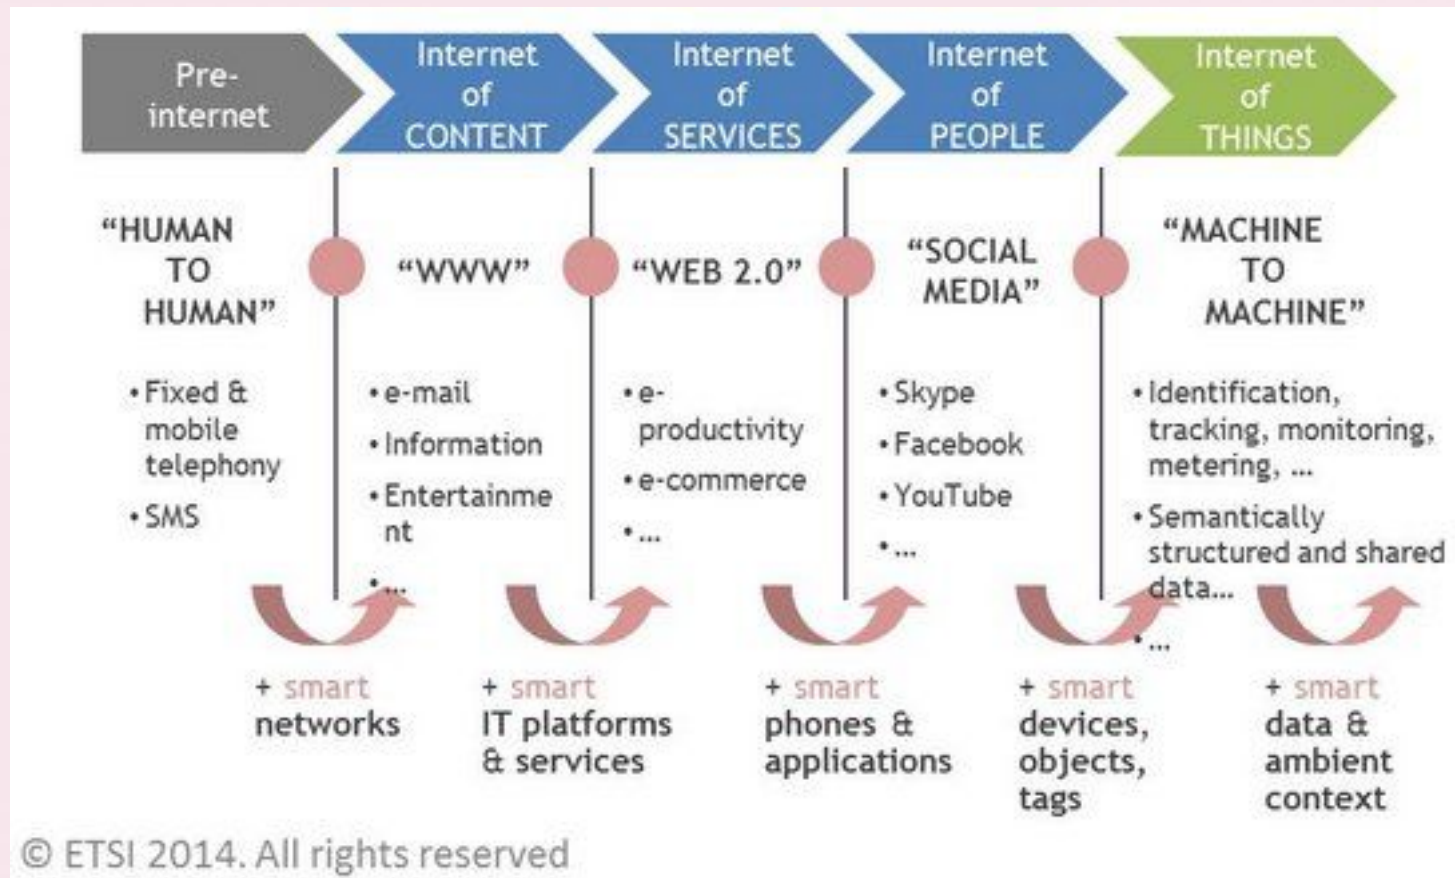 Pre-
internet
Internet
of
CONTENT
Internet
of
SERVICES
Internet
of
PEOPLE
Internet
of
THINGS
“HUMAN
TO
HUMAN”
“WWW”
“WEB 2.0”
“SOCIAL
MEDIA”
“MACHINE
TO
MACHINE”
• Fixed &
mobile
telephony
• SMS
• e-mail
• Information
• Entertainme
nt
• ...
• e-
productivity
• e-commerce
• ...
• Skype
• Facebook
• YouTube
• ...
• Identification,
tracking, monitoring,
metering, ...
• Semantically
structured and shared
data...
• ...
+ smart
networks
+ smart
IT platforms
& services
+ smart
phones &
applications
+ smart
devices,
objects,
tags
+ smart
data &
ambient
context
© ETSI 2014. All rights reserved